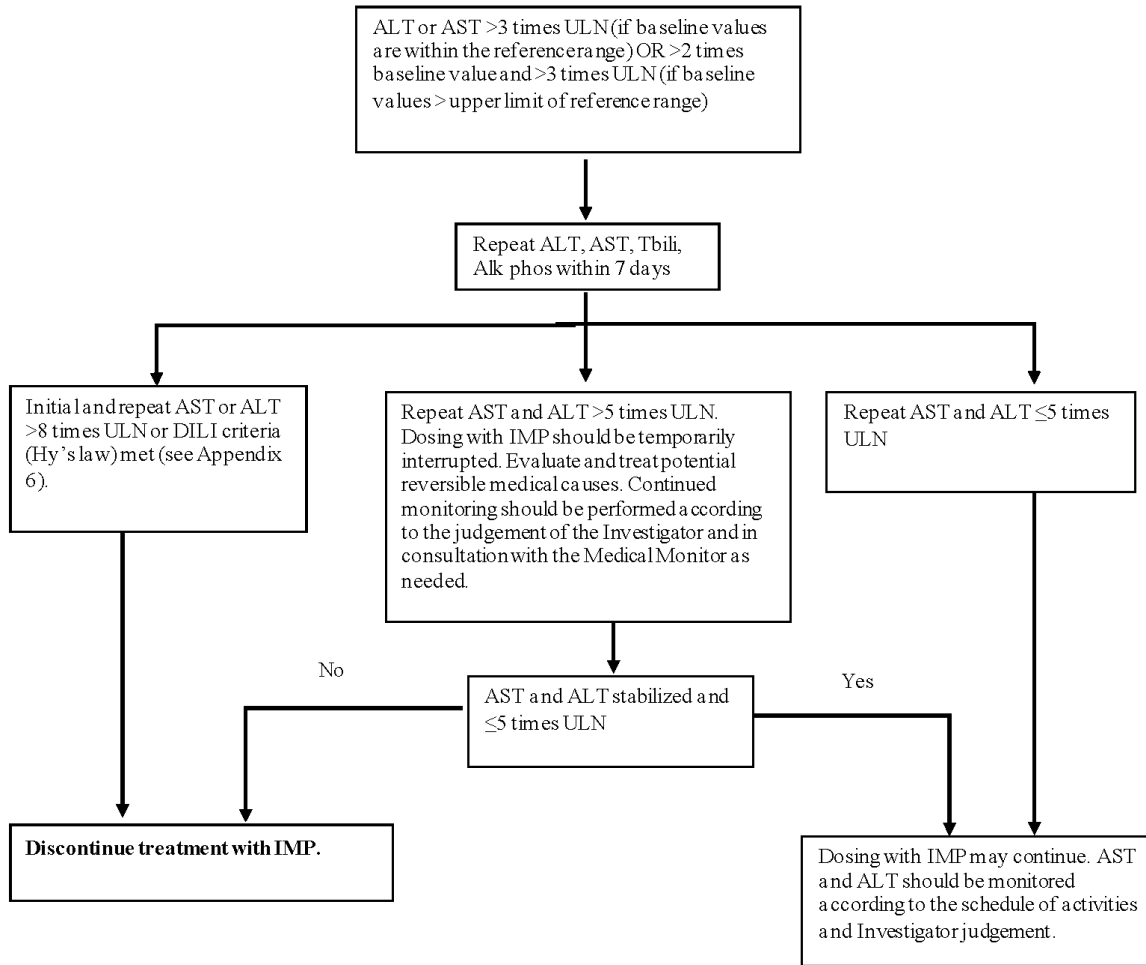 ALT or AST >3 times ULN (if baseline values
are within the reference range) OR >2 times
baseline value and >3 times ULN (if baseline
values > upper limit of reference range)
Repeat ALT, AST, Tbili,
Alk phos within 7 days
Initial and repeat AST or ALT
>8 times ULN or DILI criteria
(Hy's law) met (see Appendix
6).
Repeat AST and ALT >5 times ULN.
Dosing with IMP should be temporarily
interrupted. Evaluate and treat potential
reversible medical causes. Continued
monitoring should be performed according
to the judgement of the Investigator and in
consultation with the Medical Monitor as
needed.
Repeat AST and ALT ≤5 times
ULN
No
AST and ALT stabilized and
≤5 times ULN
Yes
Discontinue treatment with IMP.
Dosing with IMP may continue. AST
and ALT should be monitored
according to the schedule of activities
and Investigator judgement.